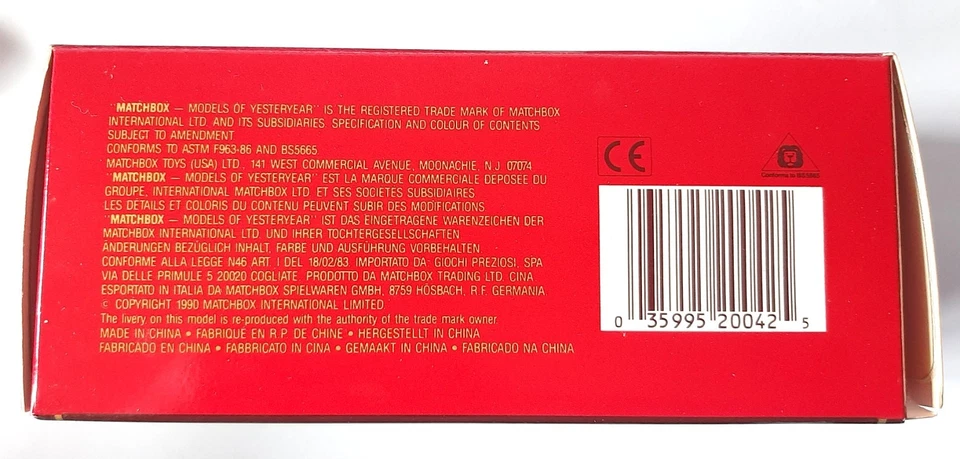 "MATCHBOX — MODELS OF YESTERYEAR" IS THE REGISTERED TRADE MARK OF MATCHBOX
INTERNATIONAL LTD. AND ITS SUBSIDIARIES. SPECIFICATION AND COLOUR OF CONTENTS
SUBJECT TO AMENDMENT.
CONFORMS TO ASTM F963-86 AND BS5665
MATCHBOX TOYS (USA) LTD., 141 WEST COMMERCIAL AVENUE, MOONACHIE, N.J. 07074.
"MATCHBOX — MODELS OF YESTERYEAR" EST LA MARQUE COMMERCIALE DEPOSEE DU
GROUPE, INTERNATIONAL MATCHBOX LTD. ET SES SOCIETES SUBSIDIAIRES.
LES DETAILS ET COLORIS DU CONTENU PEUVENT SUBIR DES MODIFICATIONS.
"MATCHBOX — MODELS OF YESTERYEAR" IST DAS EINGETRAGENE WARENZEICHEN DER
MATCHBOX INTERNATIONAL LTD. UND IHRER TOCHTERGESELLSCHAFTEN.
ÄNDERUNGEN BEZÜGLICH INHALT, FARBE UND AUSFÜHRUNG VORBEHALTEN.
CONFORME ALLA LEGGE N46 ART I DEL 18/02/83 IMPORTATO DA: GIOCHI PREZIOSI. SPA
VIA DELLE PRIMULE 5 20020 COGLIATE. PRODOTTO DA MATCHBOX TRADING LTD. CINA.
ESPORTATO IN ITALIA DA MATCHBOX SPIELWAREN GMBH, 8759 HÖSBACH, R.F. GERMANIA.
© COPYRIGHT 1990 MATCHBOX INTERNATIONAL LIMITED
The livery on this model is re-produced with the authority of the trade mark owner.
MADE IN CHINA • FABRIQUÉ EN R.P. DE CHINE • HERGESTELLT IN CHINA
FABRICADO EN CHINA • FABBRICATO IN CINA • GEMAAKT IN CHINA • FABRICADO NA CHINA
CE
Conforms to BS 5665
0 35995 20042 5